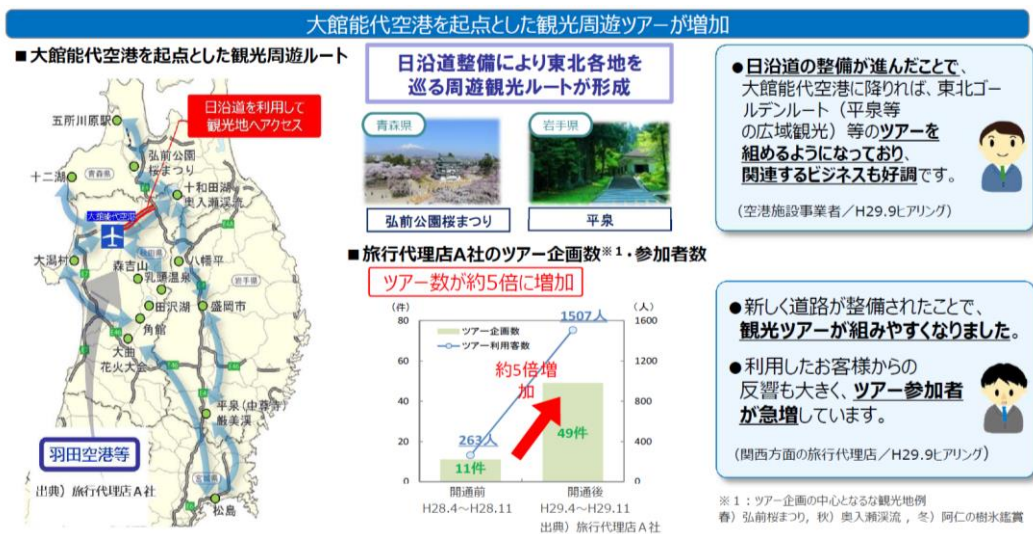 大館能代空港を起点とした観光周遊ツアーが増加
■大館能代空港を起点とした観光周遊ルート
日沿道を利用して
観光地へアクセス
五所川原駅
弘前公園
桜まつり
青森県
十二湖
十和田湖
奥入瀬渓流
大館能代空港
大潟村
秋田県
森吉山
八幡平
岩手県
乳頭温泉
田沢湖
盛岡市
角館
大曲
花火大会
平泉(中尊寺)
厳美渓
羽田空港等
宮城県
松島
出典)旅行代理店A社
日沿道整備により東北各地を
巡る周遊観光ルートが形成
青森県
岩手県
弘前公園桜まつり
平泉
■旅行代理店A社のツアー企画数※1・参加者数
ツアー数が約5倍に増加
(件)
(人)
80
60
40
20
0
1600
1200
800
400
0
ツアー企画数
ツアー利用客数
1507人
約5倍増
加
263人
49件
11件
開通前
開通後
H28.4~H28.11
H29.4~H29.11
出典)旅行代理店A社
●日沿道の整備が進んだことで、
大館能代空港に降りれば、東北ゴー
ルデンルート(平泉等
の広域観光)等のツアーを
組めるようになっており、
関連するビジネスも好調です。
(空港施設事業者/H29.9ヒアリング)
●新しく道路が整備されたことで、
観光ツアーが組みやすくなりました。
●利用したお客様からの
反響も大きく、ツアー参加者
が急増しています。
(関西方面の旅行代理店/H29.9ヒアリング)
※1:ツアー企画の中心となるな観光地例
春)弘前桜まつり,秋)奥入瀬渓流,冬)阿仁の樹氷鑑賞